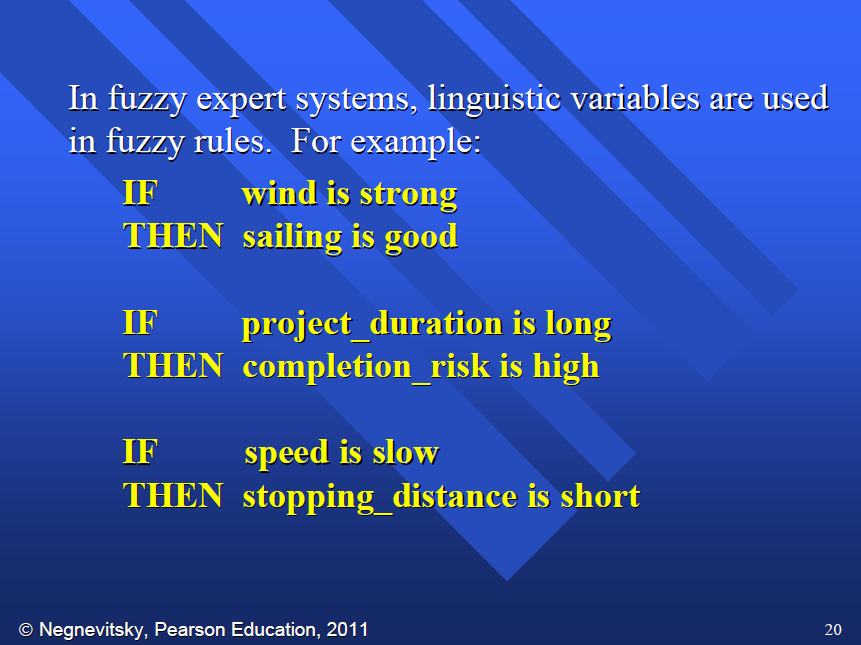 In fuzzy expert systems, linguistic variables are used
in fuzzy rules.  For example:
IF wind is strong
THEN sailing is good
IF project_duration is long
THEN completion_risk is high
IF speed is slow
THEN stopping_distance is short
© Negnevitsky, Pearson Education, 2011
20